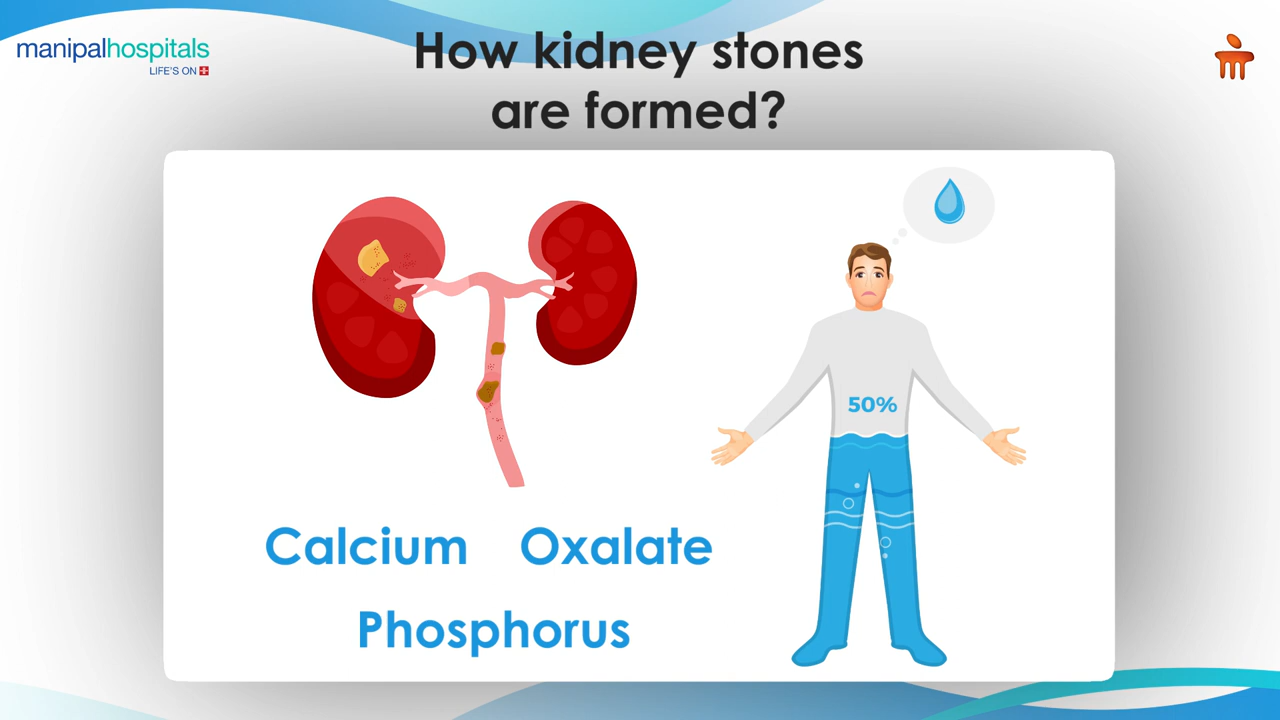 manipalhospitals
LIFE'S ON
How kidney stones
are formed?
50%
Calcium Oxalate
Phosphorus